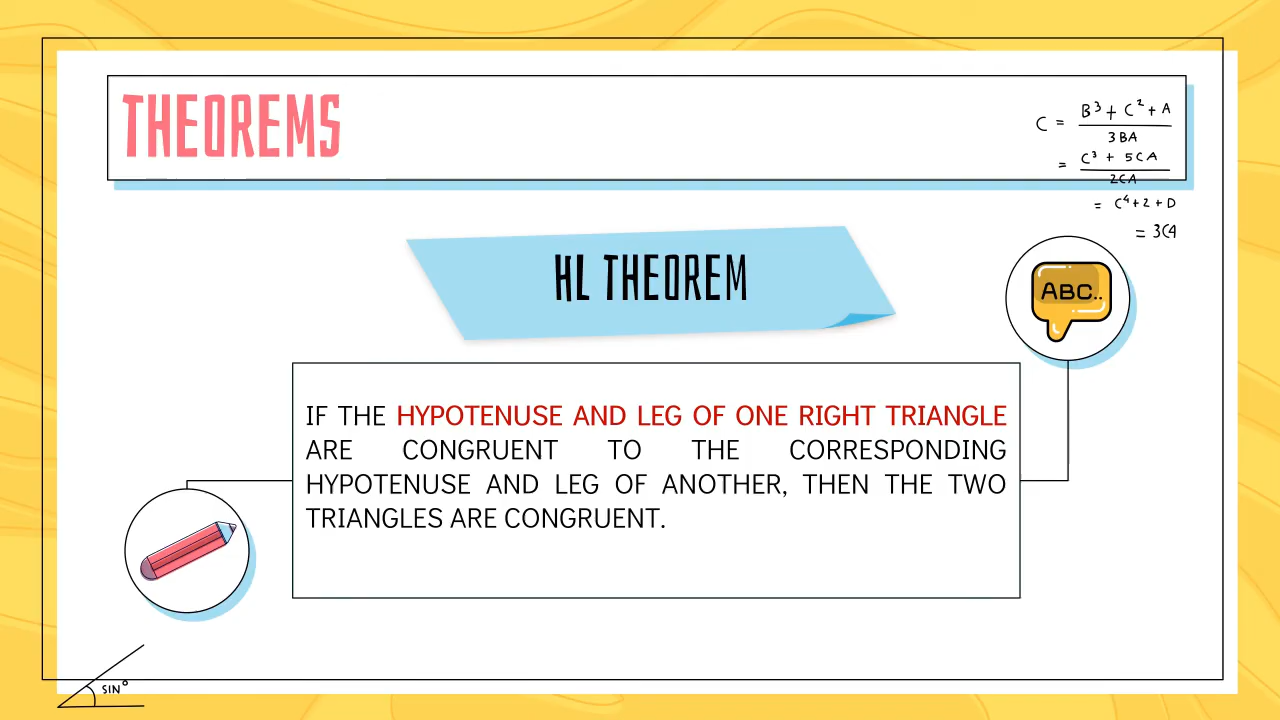 THEOREMS
C = B³ + C² + A
3BA
= C³ + 5CA
2CA
= C⁴ + 2 + D
= 3CA
HL THEOREM
ABC..
IF THE HYPOTENUSE AND LEG OF ONE RIGHT TRIANGLE
ARE CONGRUENT TO THE CORRESPONDING
HYPOTENUSE AND LEG OF ANOTHER, THEN THE TWO
TRIANGLES ARE CONGRUENT.
SIN°